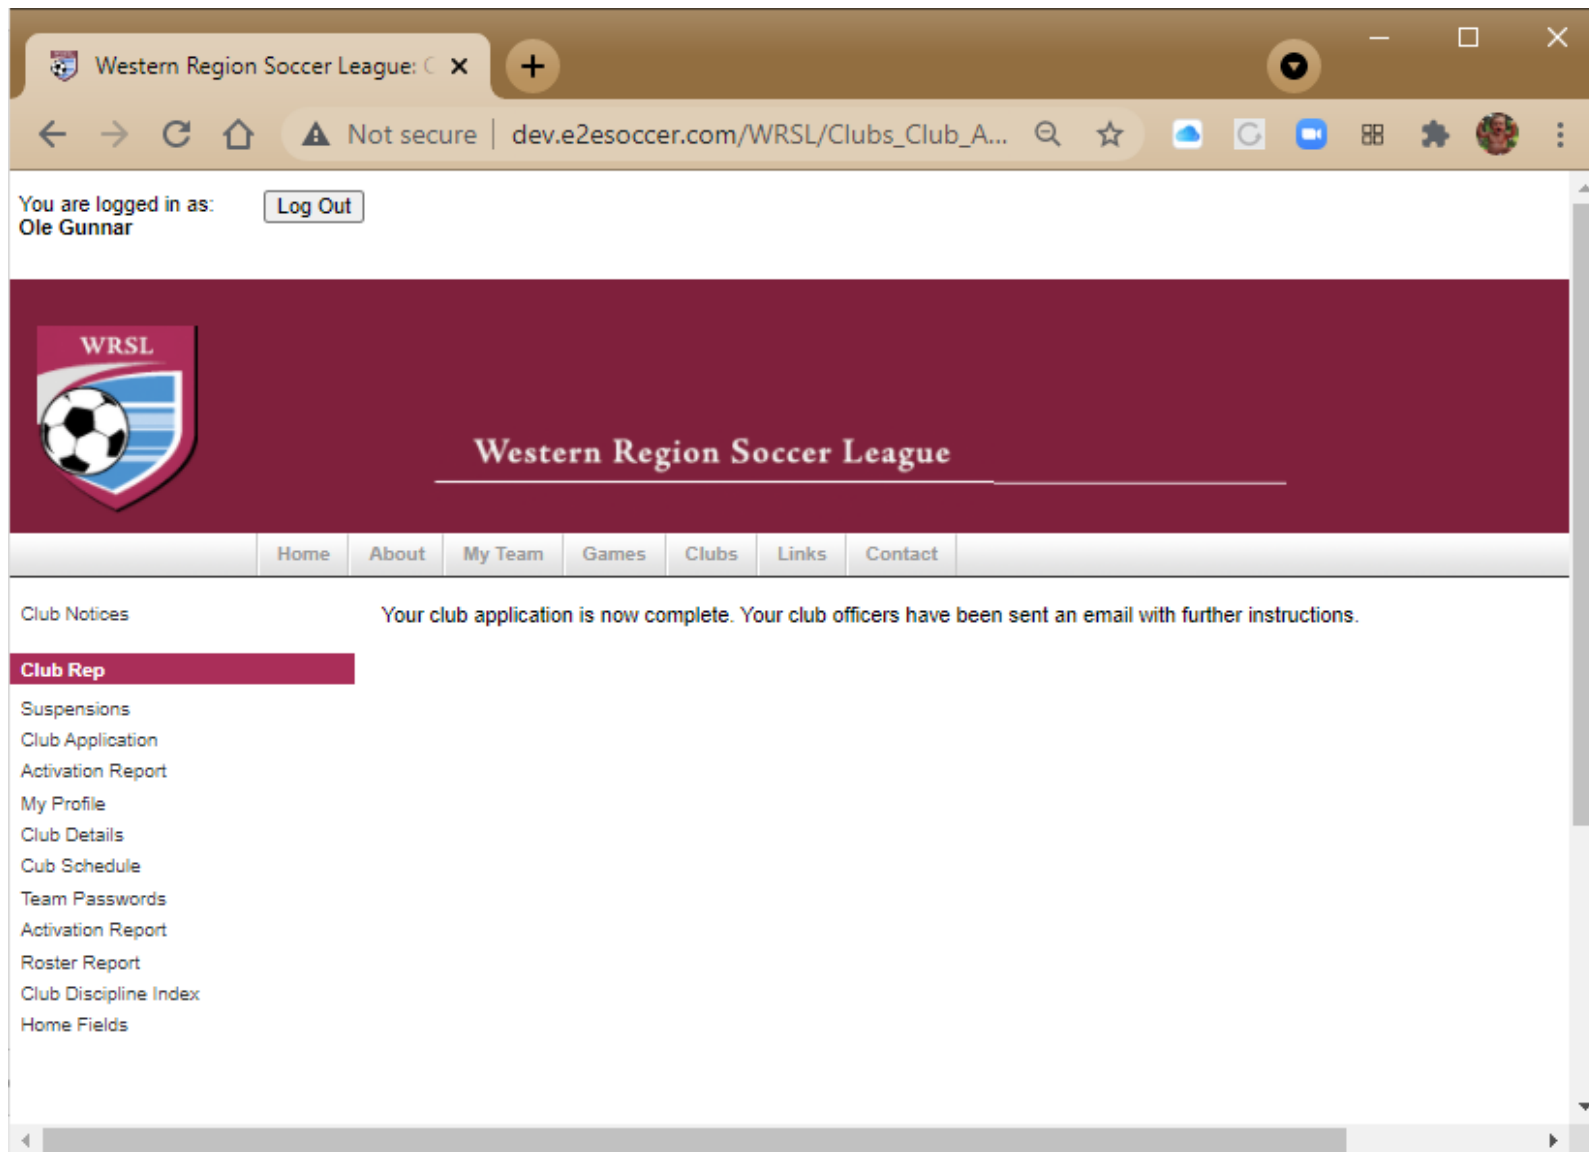 Western Region Soccer League: C
Not secure | dev.e2esoccer.com/WRSL/Clubs_Club_A...
You are logged in as:
Log Out
Ole Gunnar
WRSL
Western Region Soccer League
Home About My Team Games Clubs Links Contact
Club Notices
Your club application is now complete. Your club officers have been sent an email with further instructions.
Club Rep
Suspensions
Club Application
Activation Report
My Profile
Club Details
Cub Schedule
Team Passwords
Activation Report
Roster Report
Club Discipline Index
Home Fields